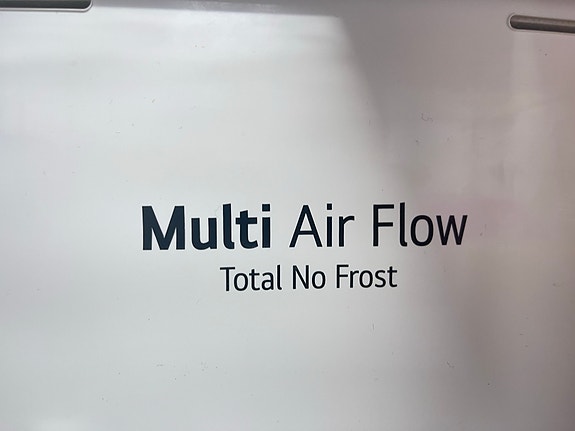 Multi Air Flow
Total No Frost